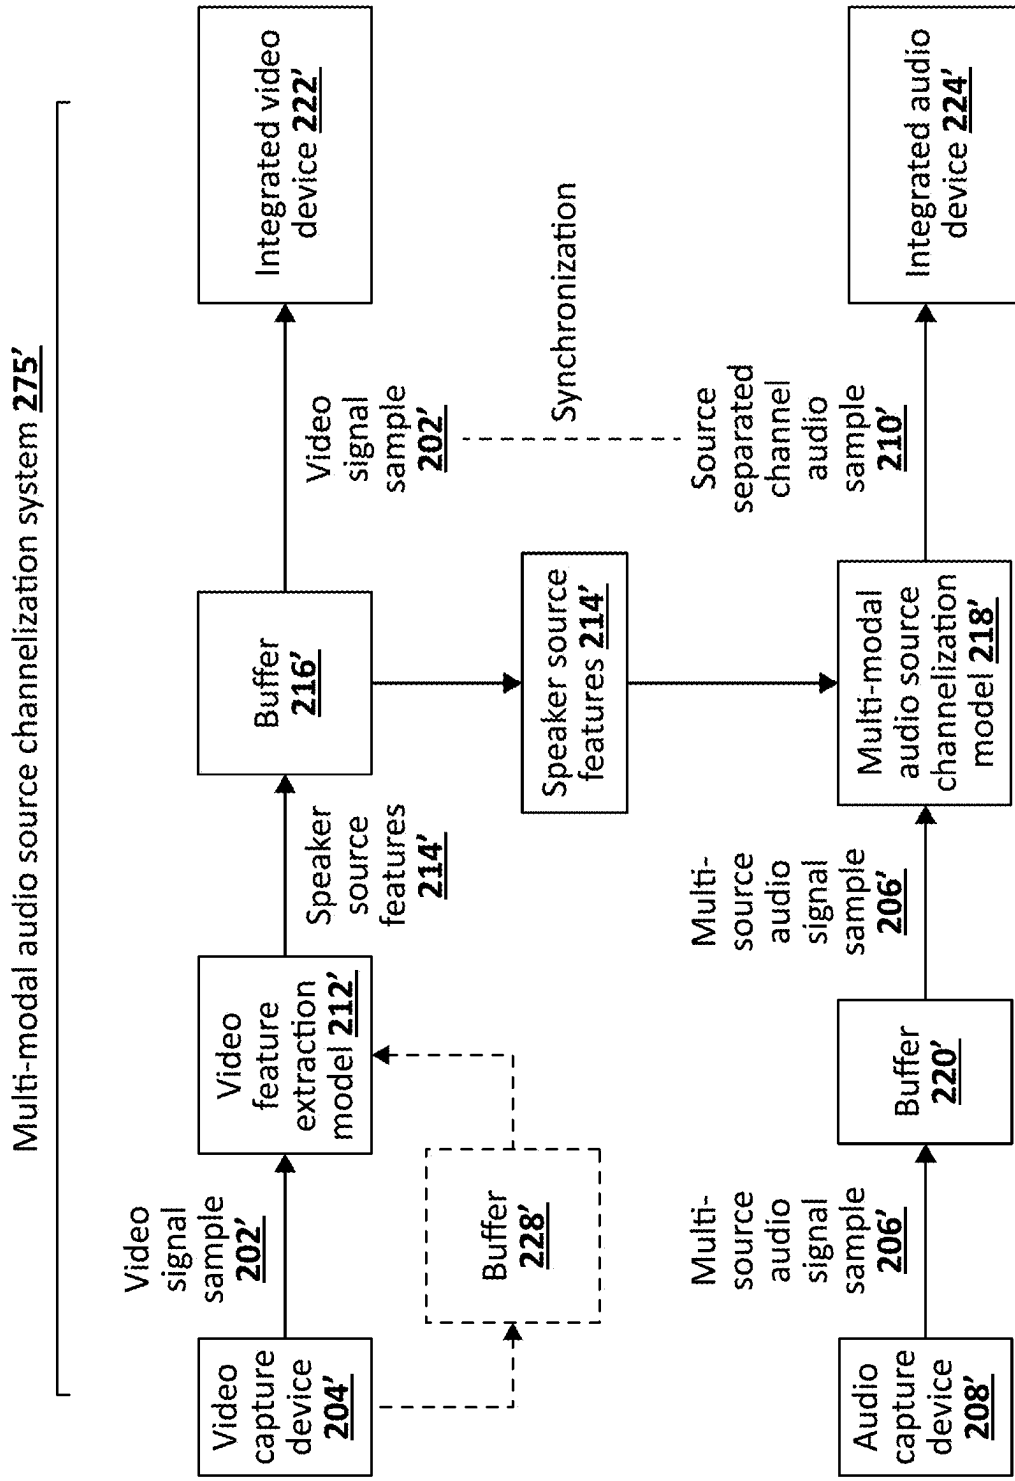 Multi-modal audio source channelization system 275'
Video
capture
device
204'
Video
signal
sample
202'
Video
feature
extraction
model 212'
Speaker
source
features
214'
Buffer
216'
Video
signal
sample
202'
Integrated video
device 222'
Buffer
228'
Speaker source
features 214'
Synchronization
Audio
capture
device
208'
Multi-
source
audio
signal
sample
206'
Buffer
220'
Multi-
source
audio
signal
sample
206'
Multi-modal
audio source
channelization
model 218'
Source
separated
channel
audio
sample
210'
Integrated audio
device 224'